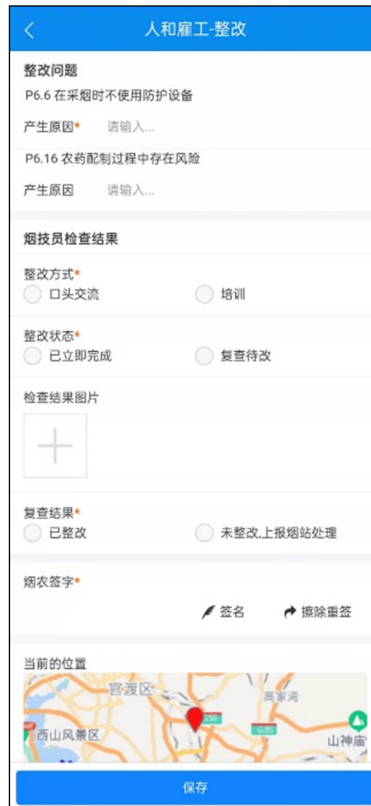 人和雇工-整改
整改问题
P6.6 在采烟时不使用防护设备
产生原因* 请输入...
P6.16 农药配制过程中存在风险
产生原因 请输入...
烟技员检查结果
整改方式*
口头交流 培训
整改状态*
已立即完成 复查待改
检查结果图片
复查结果*
已整改 未整改,上报烟站处理
烟农签字*
签名 擦除重签
当前的位置
官渡区
高家湾
G56
G85
西山风景区
山神庙
保存